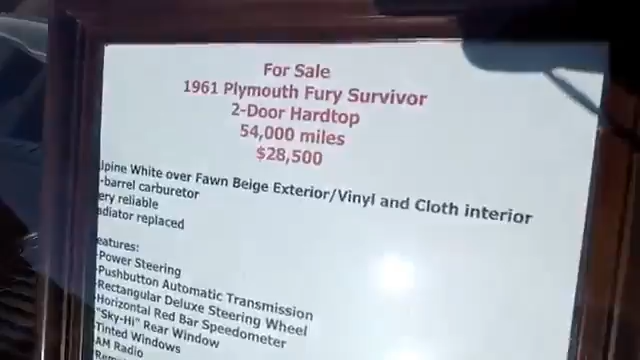 For Sale
1961 Plymouth Fury Survivor
2-Door Hardtop
54,000 miles
$28,500
lpine White over Fawn Beige Exterior/Vinyl and Cloth interior
-barrel carburetor
ery reliable
adiator replaced
eatures:
Power Steering
Pushbutton Automatic Transmission
Rectangular Deluxe Steering Wheel
Horizontal Red Bar Speedometer
"Sky-Hi" Rear Window
Tinted Windows
AM Radio